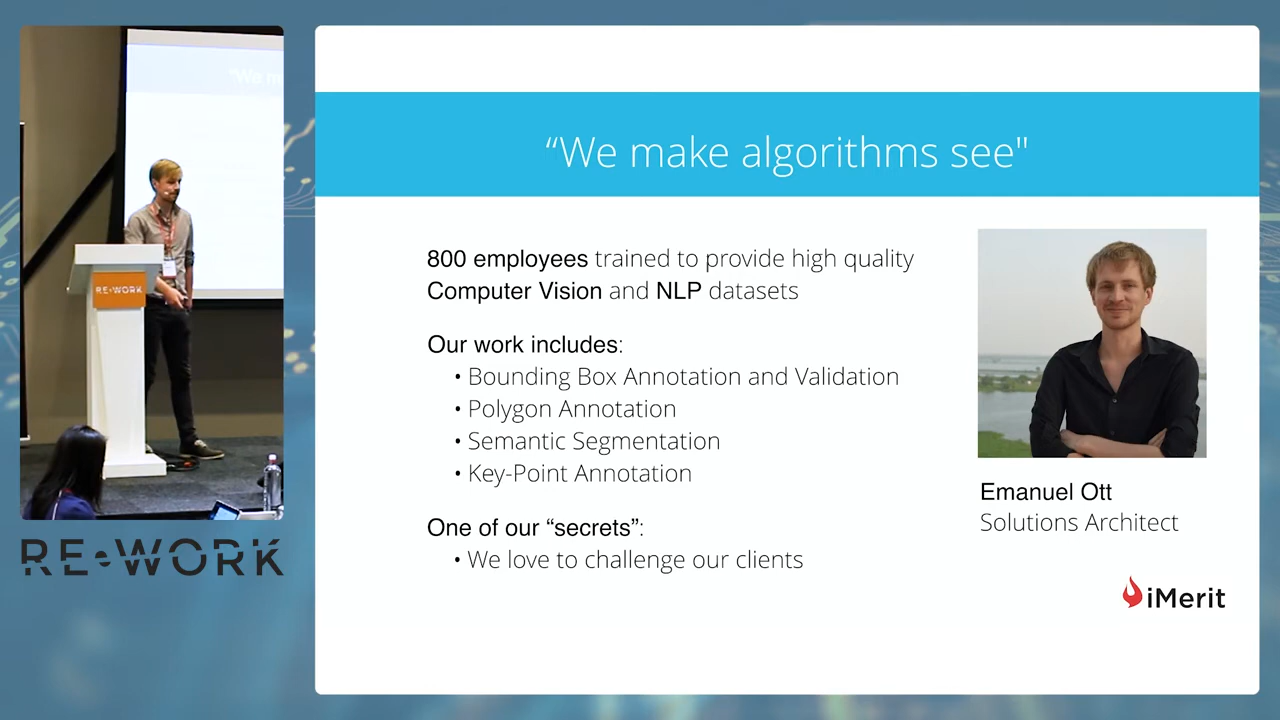 “We m
RE•WORK
RE•WORK
“We make algorithms see"
800 employees trained to provide high quality
Computer Vision and NLP datasets
Our work includes:
• Bounding Box Annotation and Validation
• Polygon Annotation
• Semantic Segmentation
• Key-Point Annotation
One of our “secrets”:
• We love to challenge our clients
Emanuel Ott
Solutions Architect
iMerit